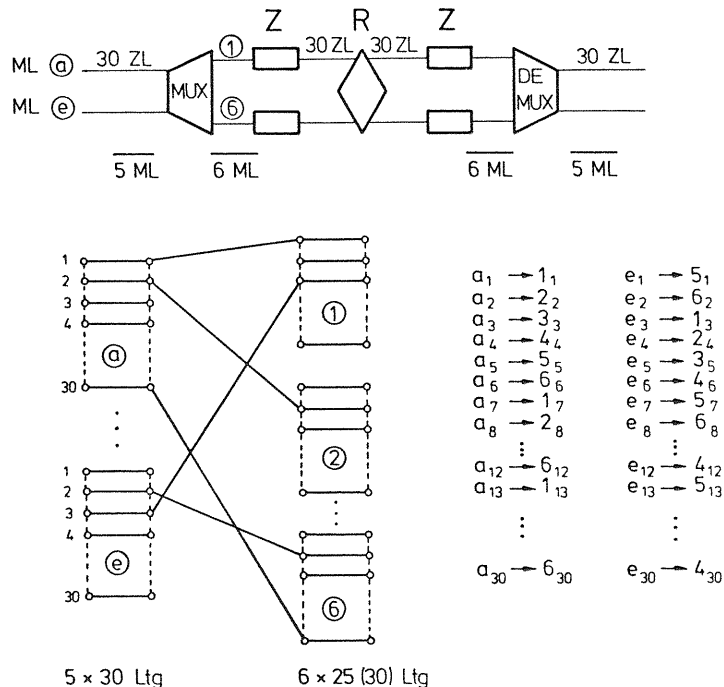 Z R Z
ML ⓐ 30 ZL MUX ① 30 ZL 30 ZL DE MUX 30 ZL
ML ⓔ ⑥
5 ML 6 ML 6 ML 5 ML
1
2
3
4
ⓐ
30
1
2
3
4
ⓔ
30
①
②
⑥
a₁ → 1₁ e₁ → 5₁
a₂ → 2₂ e₂ → 6₂
a₃ → 3₃ e₃ → 1₃
a₄ → 4₄ e₄ → 2₄
a₅ → 5₅ e₅ → 3₅
a₆ → 6₆ e₆ → 4₆
a₇ → 1₇ e₇ → 5₇
a₈ → 2₈ e₈ → 6₈
a₁₂ → 6₁₂ e₁₂ → 4₁₂
a₁₃ → 1₁₃ e₁₃ → 5₁₃
a₃₀ → 6₃₀ e₃₀ → 4₃₀
5 × 30 Ltg 6 × 25 (30) Ltg